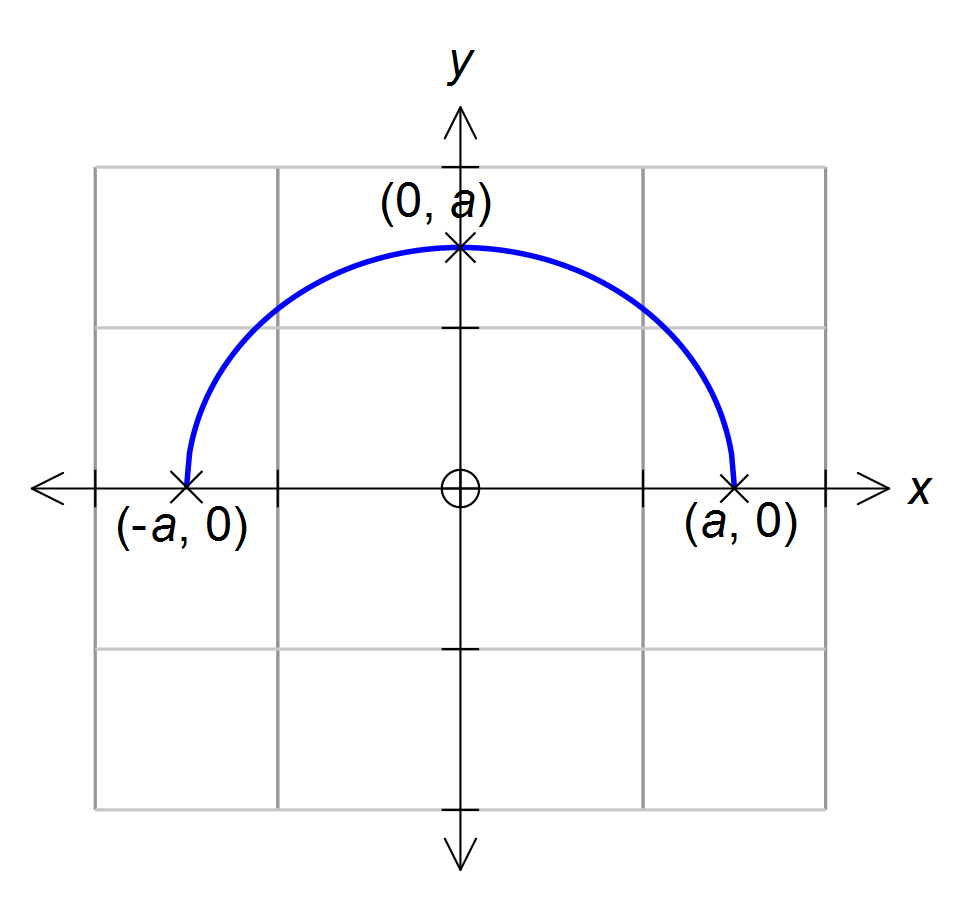 y
(0, a)
x
(-a, 0)
(a, 0)